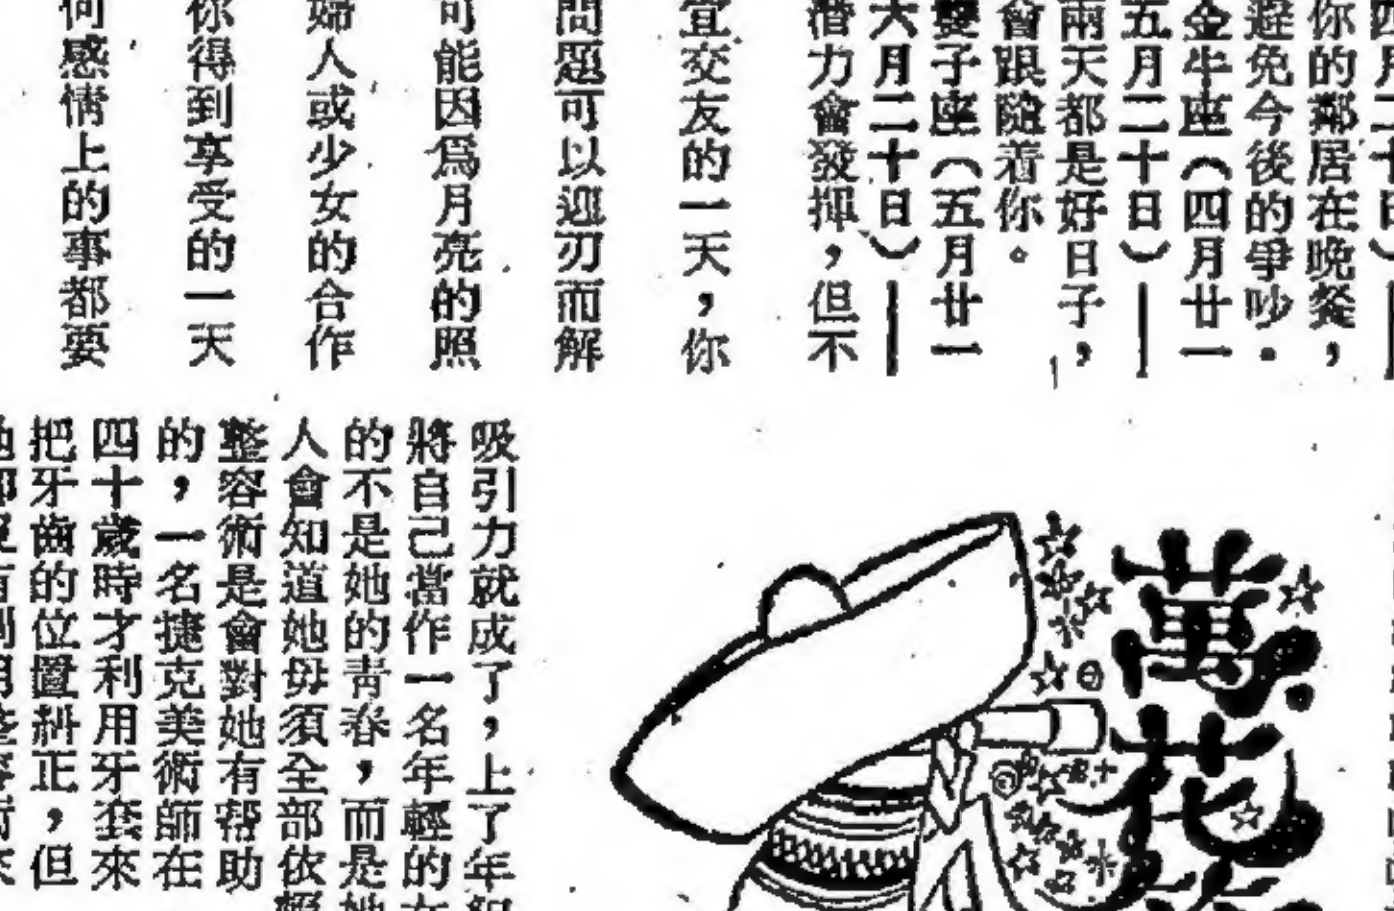 四月二十日)
你的鄰居在晚餐,
避免今後的爭吵.
金牛座(四月廿一
五月二十日)——
兩天都是好日子,
會跟隨着你。
雙子座(五月廿一
六月二十日)——
潛力會發揮,但不
宜交友的一天,你
問題可以迎刃而解
可能因爲月亮的照
婦人或少女的合作
你得到享受的一天
何感情上的事都要
萬花
吸引力就成了,上了年紀
將自己當作一名年輕的女
的不是她的青春,而是她
人會知道她毋須全部依賴
整容術是會對她有帮助
的,一名捷克美術師在
四十歲時才利用牙套來
把牙齒的位置糾正,但